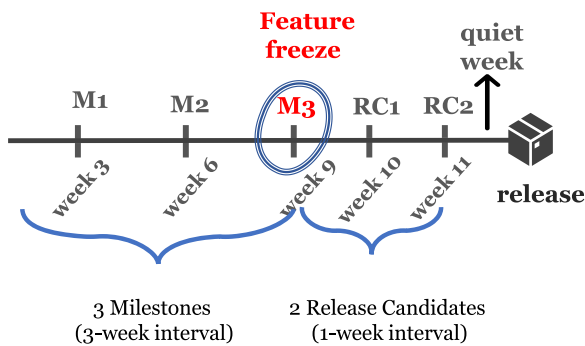 Feature
freeze
quiet
week
M1
M2
M3
RC1
RC2
week 3
week 6
week 9
week 10
week 11
release
3 Milestones
(3-week interval)
2 Release Candidates
(1-week interval)